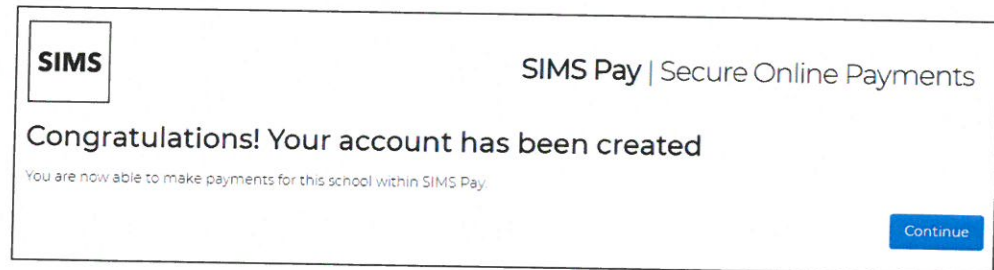 SIMS
SIMS Pay | Secure Online Payments
Congratulations! Your account has been created
You are now able to make payments for this school within SIMS Pay.
Continue